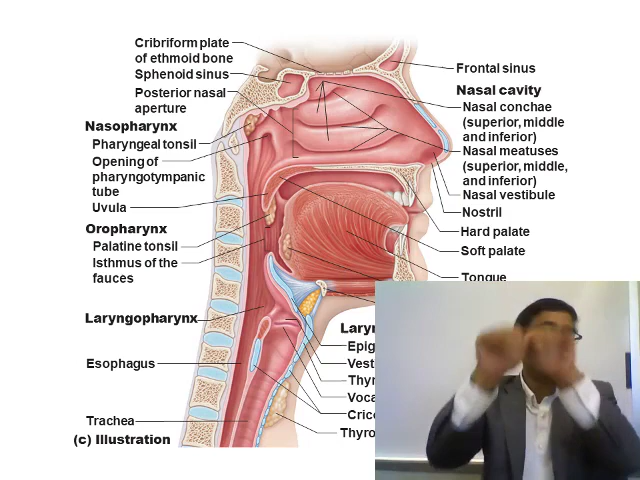 Cribriform plate
of ethmoid bone
Sphenoid sinus
Posterior nasal
aperture
Nasopharynx
Pharyngeal tonsil
Opening of
pharyngotympanic
tube
Uvula
Oropharynx
Palatine tonsil
Isthmus of the
fauces
Laryngopharynx
Esophagus
Trachea
(c) Illustration
Frontal sinus
Nasal cavity
Nasal conchae
(superior, middle
and inferior)
Nasal meatuses
(superior, middle,
and inferior)
Nasal vestibule
Nostril
Hard palate
Soft palate
Tongue